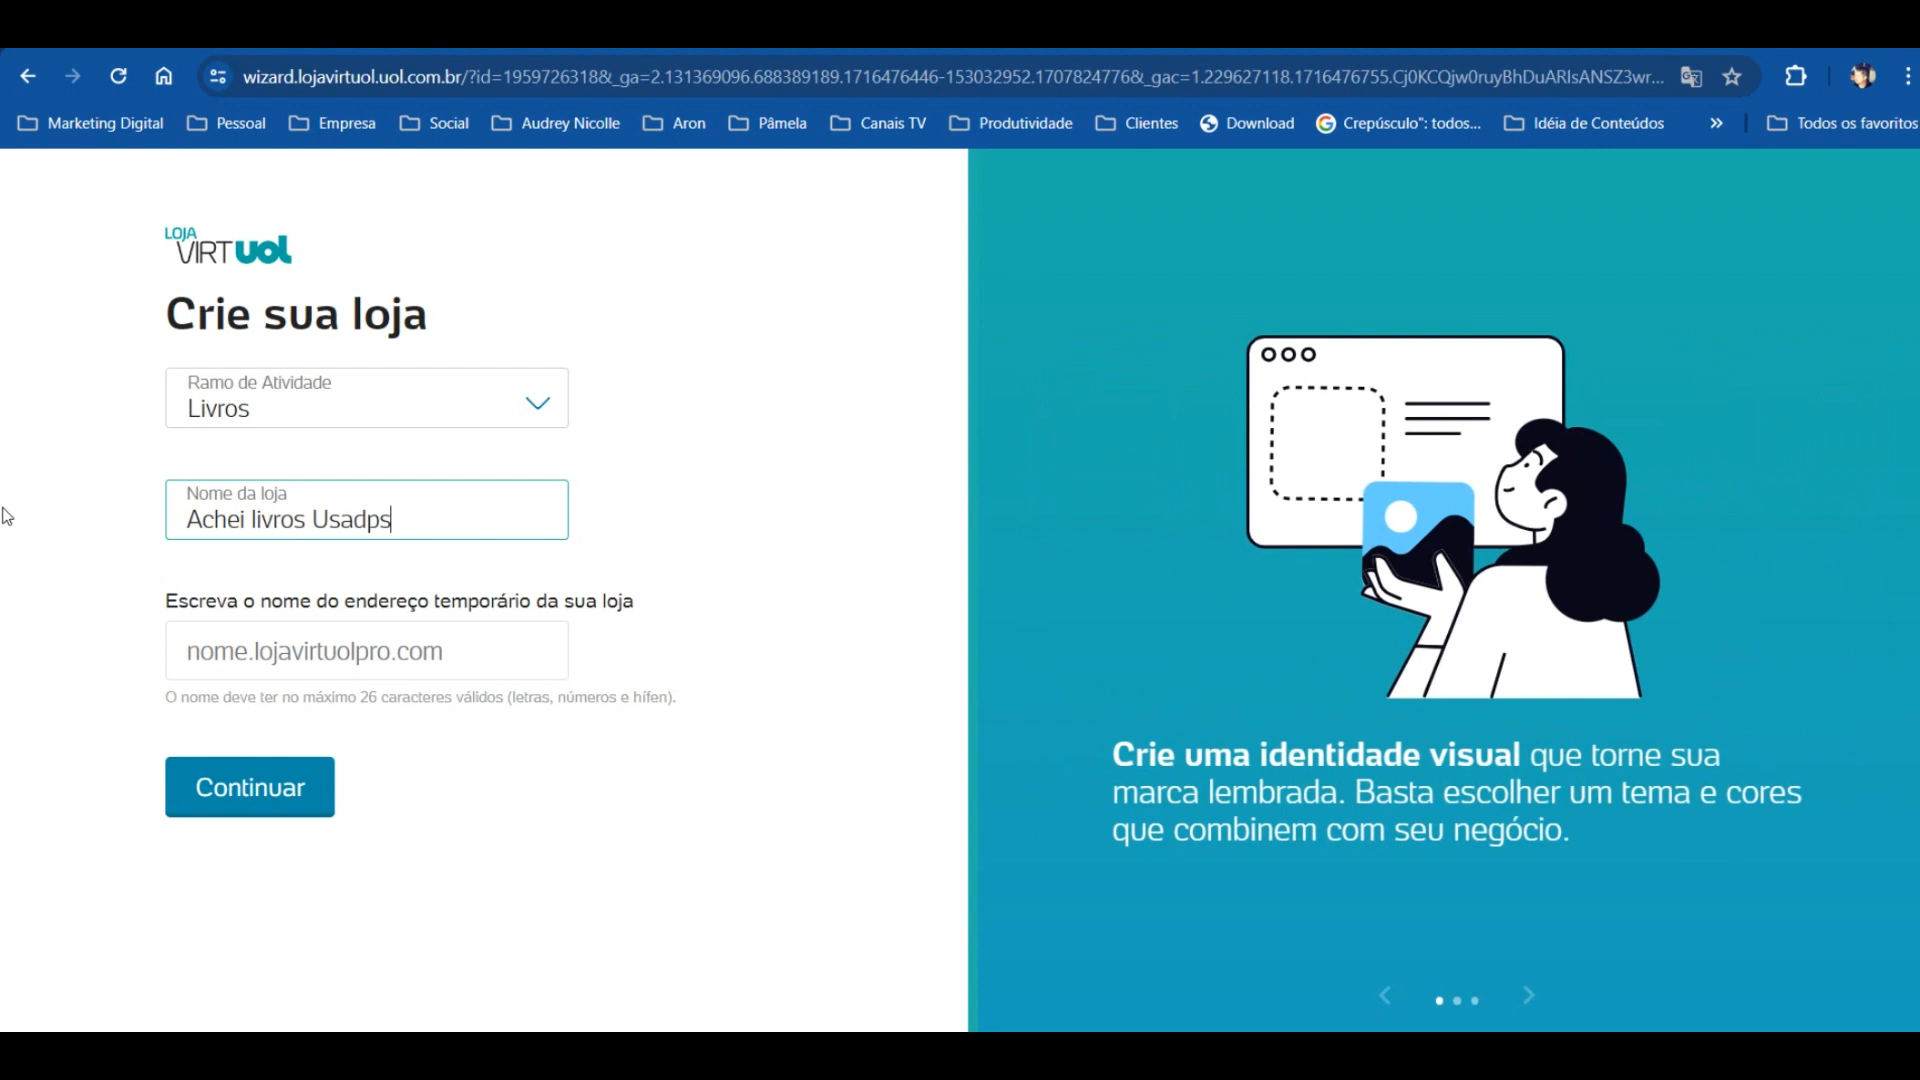 wizard.lojavirtuol.uol.com.br/?id=1959726318&_ga=2.131369096.688389189.1716476446-153032952.1707824776&_gac=1.229627118.1716476755.Cj0KCQjw0ruyBhDuARIsANSZ3wr...
Marketing Digital Pessoal Empresa Social Audrey Nicolle Aron Pâmela Canais TV Produtividade Clientes Download Crepúsculo": todos... Idéia de Conteúdos » Todos os favoritos
LOJA
VIRTUOL
Crie sua loja
Ramo de Atividade
Livros
Nome da loja
Achei livros Usadps
Escreva o nome do endereço temporário da sua loja
nome.lojavirtuolpro.com
O nome deve ter no máximo 26 caracteres válidos (letras, números e hífen).
Continuar
Crie uma identidade visual que torne sua
marca lembrada. Basta escolher um tema e cores
que combinem com seu negócio.